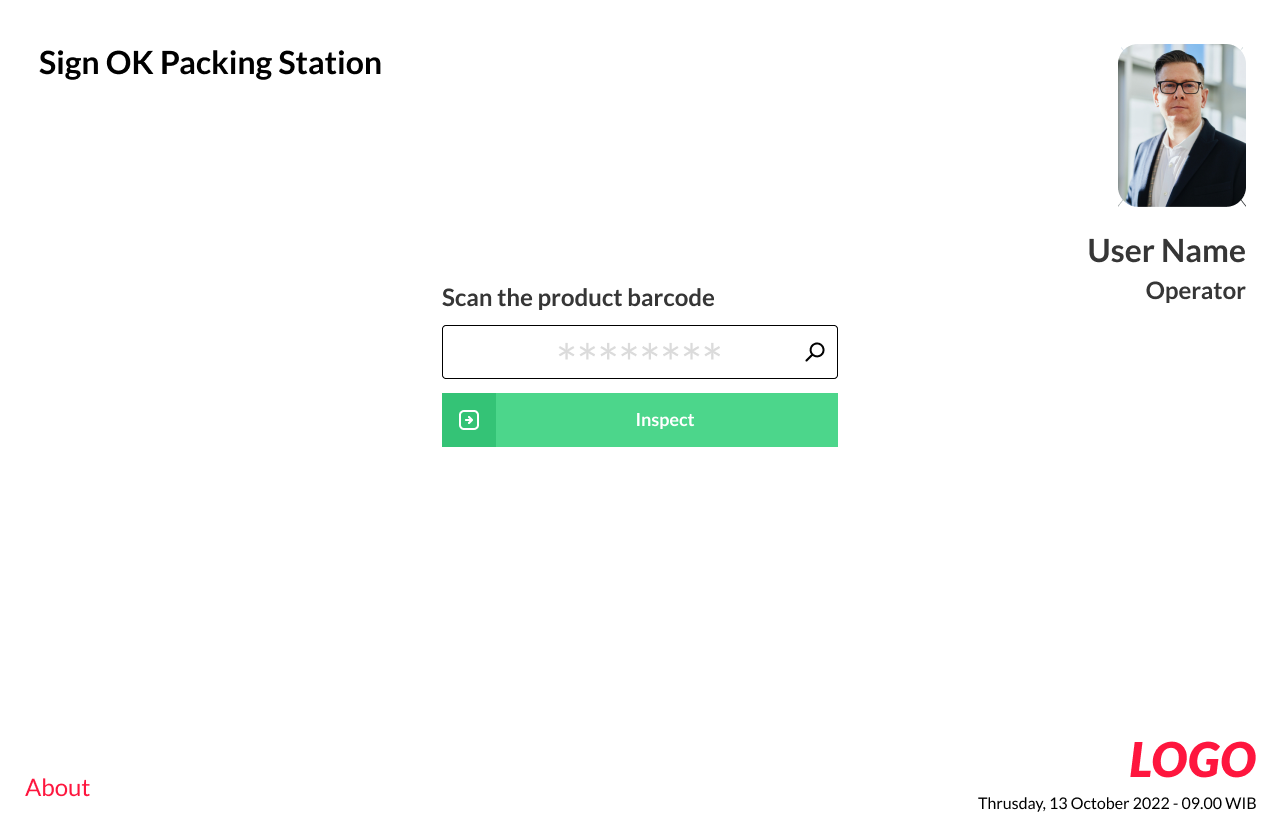 Sign OK Packing Station
User Name
Operator
Scan the product barcode
********
Inspect
About
LOGO
Thrusday, 13 October 2022 - 09.00 WIB